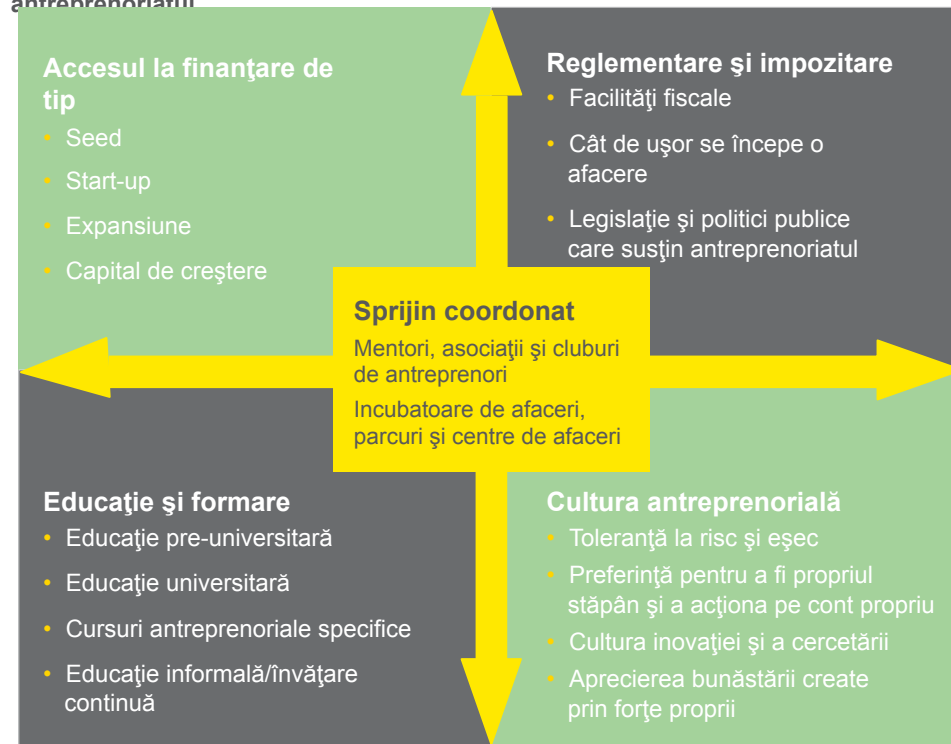 antreprenoriatul
Accesul la finanţare de
tip
• Seed
• Start-up
• Expansiune
• Capital de creştere
Reglementare şi impozitare
• Facilităţi fiscale
• Cât de uşor se începe o
afacere
• Legislaţie şi politici publice
care susţin antreprenoriatul
Sprijin coordonat
Mentori, asociaţii şi cluburi
de antreprenori
Incubatoare de afaceri,
parcuri şi centre de afaceri
Educaţie şi formare
• Educaţie pre-universitară
• Educaţie universitară
• Cursuri antreprenoriale specifice
• Educaţie informală/învăţare
continuă
Cultura antreprenorială
• Toleranţă la risc şi eşec
• Preferinţă pentru a fi propriul
stăpân şi a acţiona pe cont propriu
• Cultura inovaţiei şi a cercetării
• Aprecierea bunăstării create
prin forţe proprii